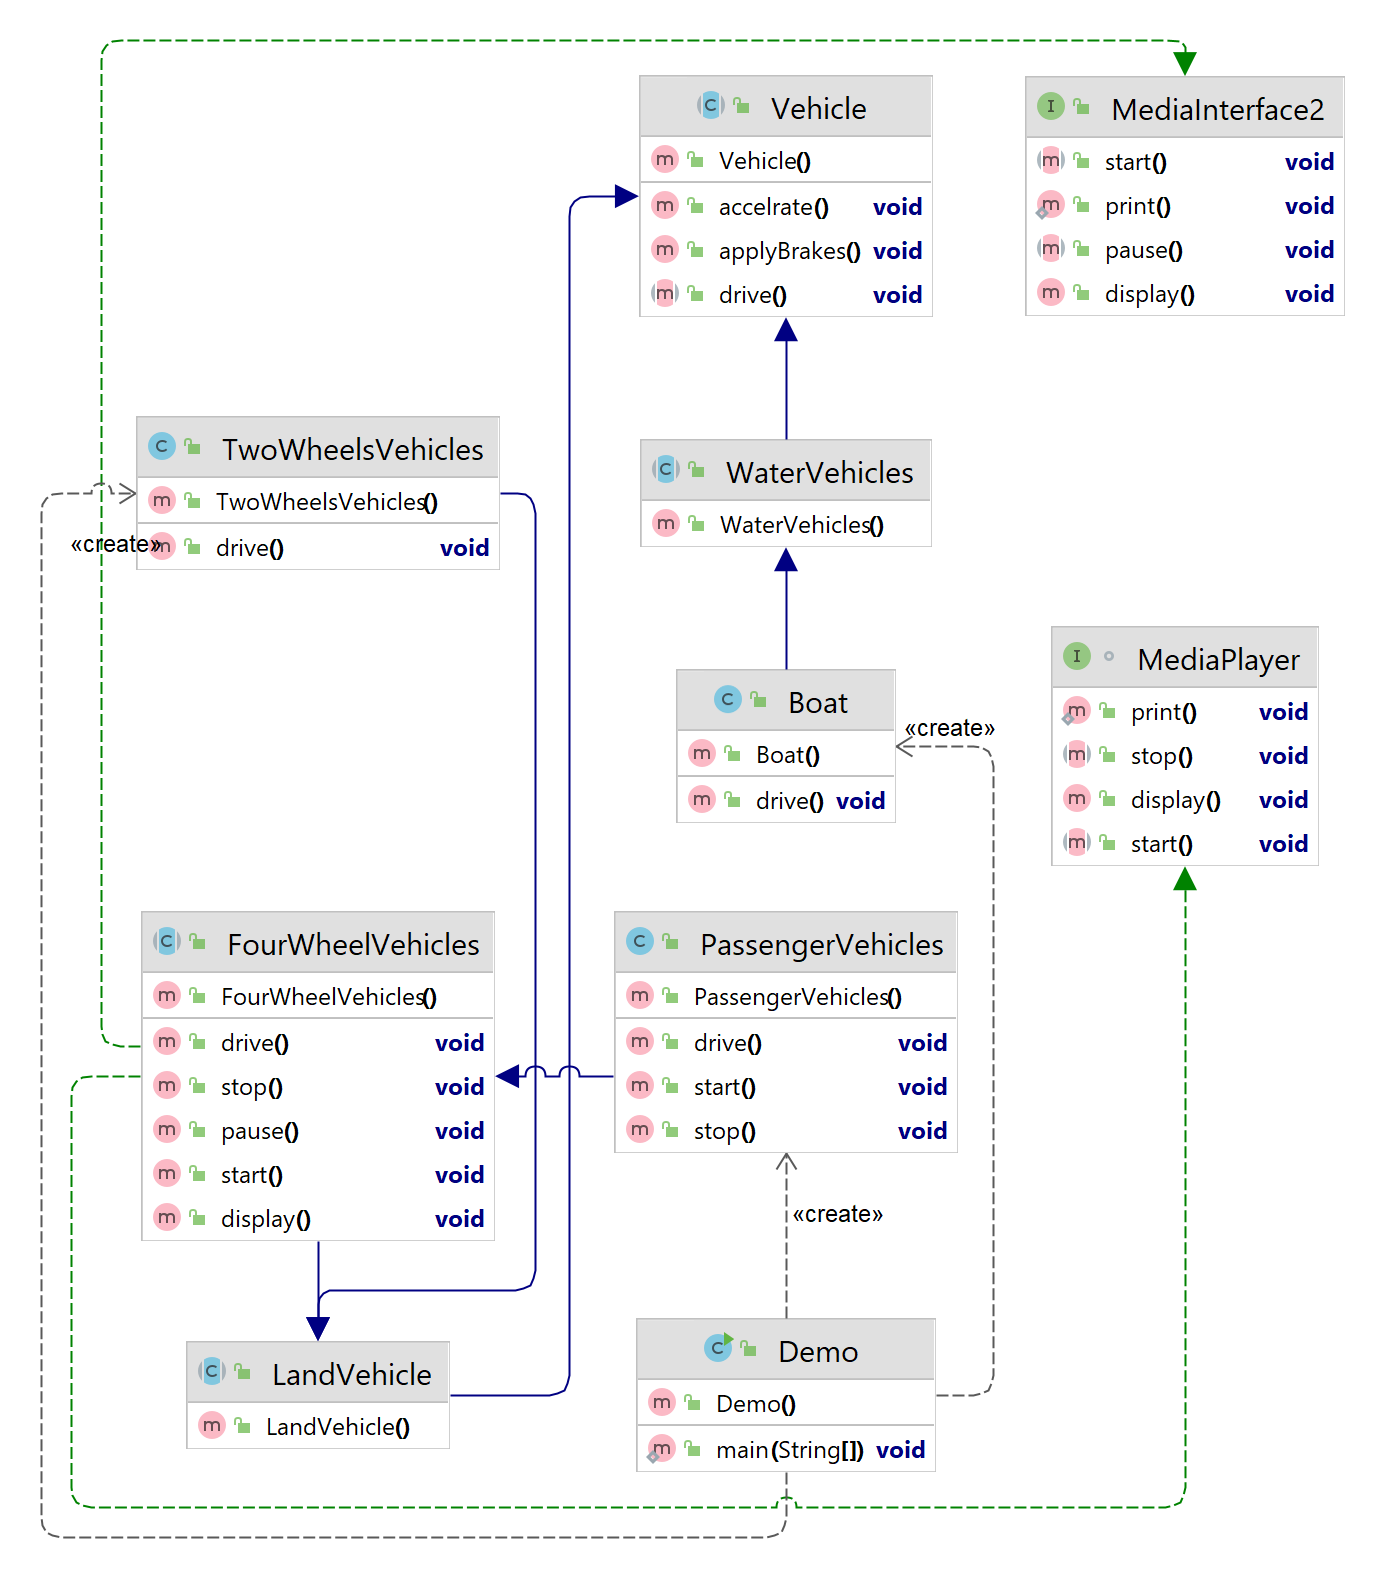 Vehicle
Vehicle()
accelrate() void
applyBrakes() void
drive() void
MediaInterface2
start() void
print() void
pause() void
display() void
TwoWheelsVehicles
TwoWheelsVehicles()
drive() void
«create»
WaterVehicles
WaterVehicles()
MediaPlayer
print() void
stop() void
display() void
start() void
Boat
Boat()
drive() void
«create»
FourWheelVehicles
FourWheelVehicles()
drive() void
stop() void
pause() void
start() void
display() void
PassengerVehicles
PassengerVehicles()
drive() void
start() void
stop() void
«create»
LandVehicle
LandVehicle()
Demo
Demo()
main(String[]) void